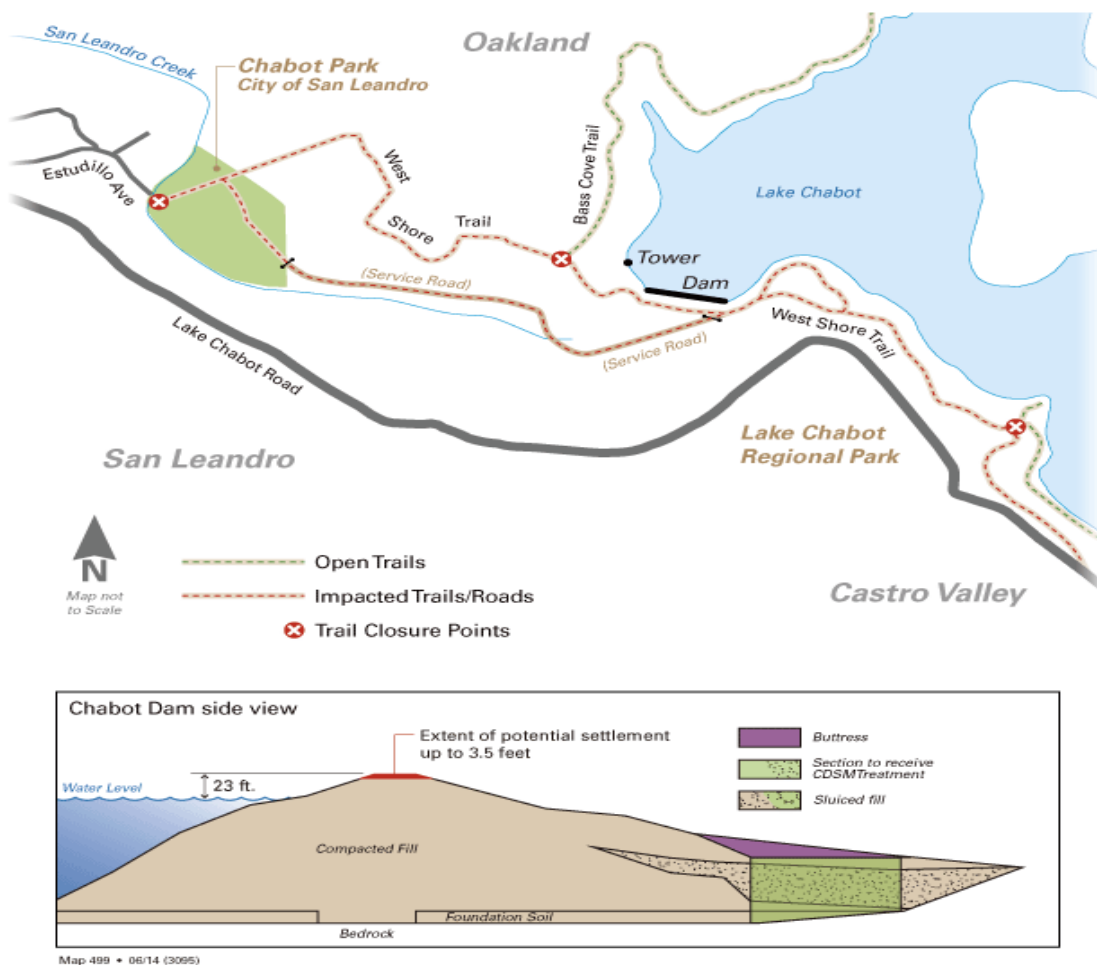 Oakland
San Leandro Creek
Chabot Park
City of San Leandro
Estudillo Ave
West
Shore
Trail
Bass Cove Trail
Lake Chabot
Tower
Dam
(Service Road)
(Service Road)
West Shore Trail
Lake Chabot Road
San Leandro
Lake Chabot
Regional Park
Castro Valley
N
Map not
to Scale
Open Trails
Impacted Trails/Roads
Trail Closure Points
Chabot Dam side view
Extent of potential settlement
up to 3.5 feet
Water Level
23 ft.
Buttress
Section to receive
CDSM Treatment
Sluiced fill
Compacted Fill
Foundation Soil
Bedrock
Map 499 • 06/14 (3095)